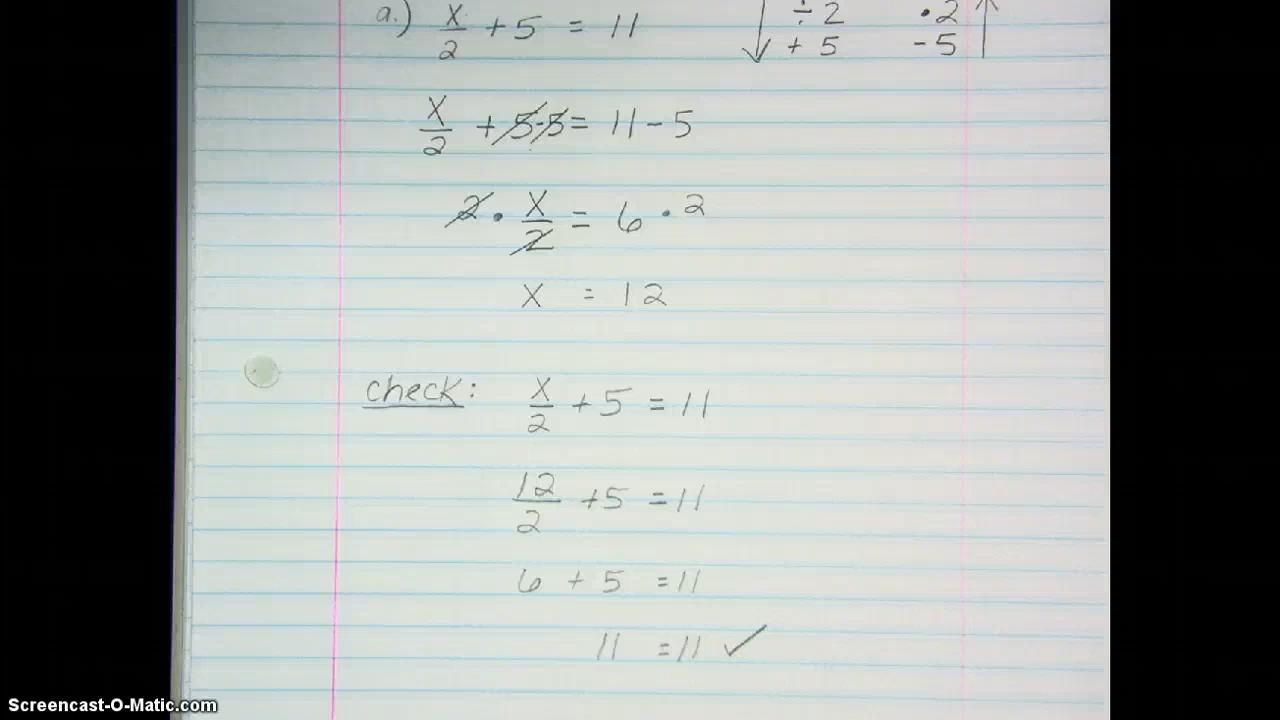 a.) x/2 + 5 = 11 ÷ 2 · 2
+ 5 - 5
x/2 + 5 - 5 = 11 - 5
2 · x/2 = 6 · 2
x = 12
check: x/2 + 5 = 11
12/2 + 5 = 11
6 + 5 = 11
11 = 11 ✓
Screencast-O-Matic.com